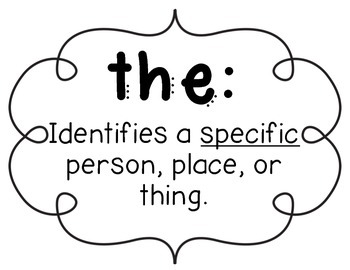 the:
Identifies a specific
person, place, or
thing.